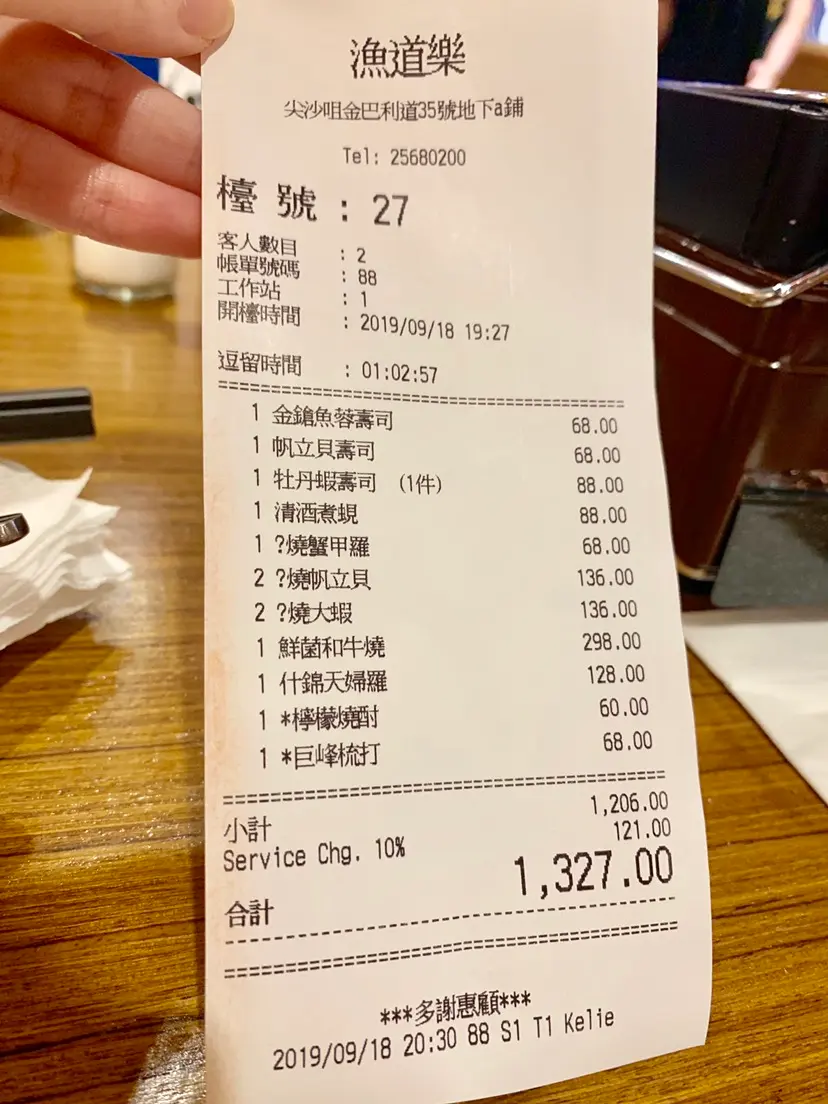 漁道樂
尖沙咀金巴利道35號地下a鋪
Tel: 25680200
檯號 : 27
客人數目 : 2
帳單號碼 : 88
工作站 : 1
開檯時間 : 2019/09/18 19:27
逗留時間 : 01:02:57
1 金鎗魚蓉壽司 68.00
1 帆立貝壽司 68.00
1 牡丹蝦壽司 (1件) 88.00
1 清酒煮蜆 88.00
1 ?燒蟹甲羅 68.00
2 ?燒帆立貝 136.00
2 ?燒大蝦 136.00
1 鮮菌和牛燒 298.00
1 什錦天婦羅 128.00
1 *檸檬燒酎 60.00
1 *巨峰梳打 68.00
小計 1,206.00
Service Chg. 10% 121.00
合計 1,327.00
***多謝惠顧***
2019/09/18 20:30 88 S1 T1 Kelie